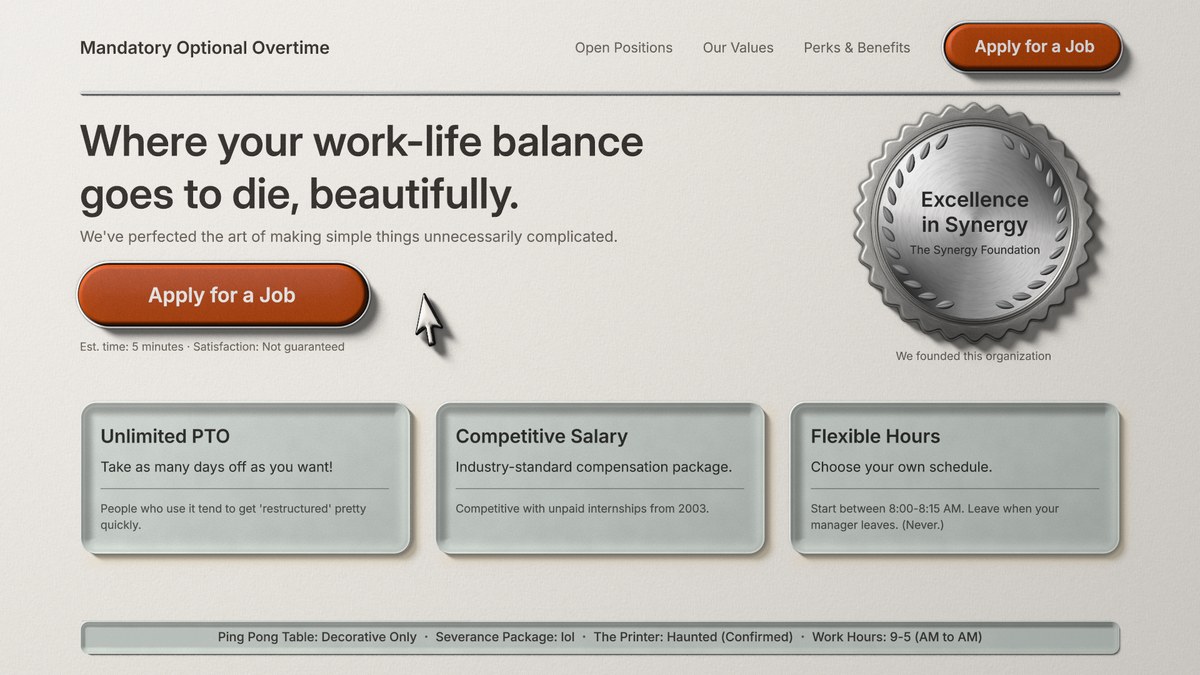 Mandatory Optional Overtime
Open Positions
Our Values
Perks & Benefits
Apply for a Job
Where your work-life balance
goes to die, beautifully.
We've perfected the art of making simple things unnecessarily complicated.
Apply for a Job
Est. time: 5 minutes · Satisfaction: Not guaranteed
Excellence
in Synergy
The Synergy Foundation
We founded this organization
Unlimited PTO
Take as many days off as you want!
People who use it tend to get 'restructured' pretty
quickly.
Competitive Salary
Industry-standard compensation package.
Competitive with unpaid internships from 2003.
Flexible Hours
Choose your own schedule.
Start between 8:00-8:15 AM. Leave when your
manager leaves. (Never.)
Ping Pong Table: Decorative Only · Severance Package: lol · The Printer: Haunted (Confirmed) · Work Hours: 9-5 (AM to AM)